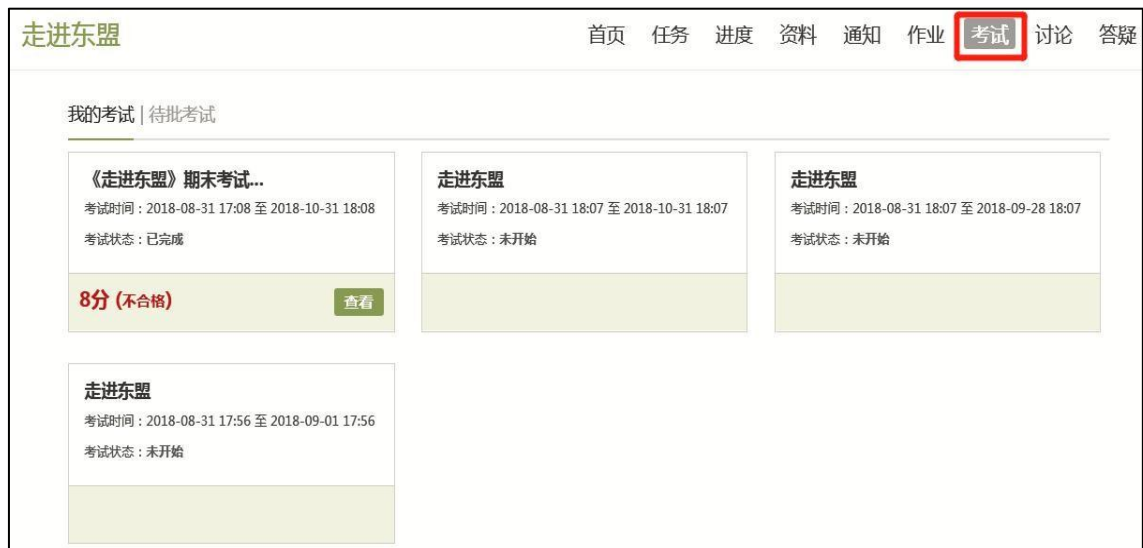 走进东盟
首页 任务 进度 资料 通知 作业 考试 讨论 答疑
我的考试 | 待批考试
《走进东盟》期末考试...
考试时间：2018-08-31 17:08 至 2018-10-31 18:08
考试状态：已完成
8分 (不合格)
查看
走进东盟
考试时间：2018-08-31 18:07 至 2018-10-31 18:07
考试状态：未开始
走进东盟
考试时间：2018-08-31 18:07 至 2018-09-28 18:07
考试状态：未开始
走进东盟
考试时间：2018-08-31 17:56 至 2018-09-01 17:56
考试状态：未开始